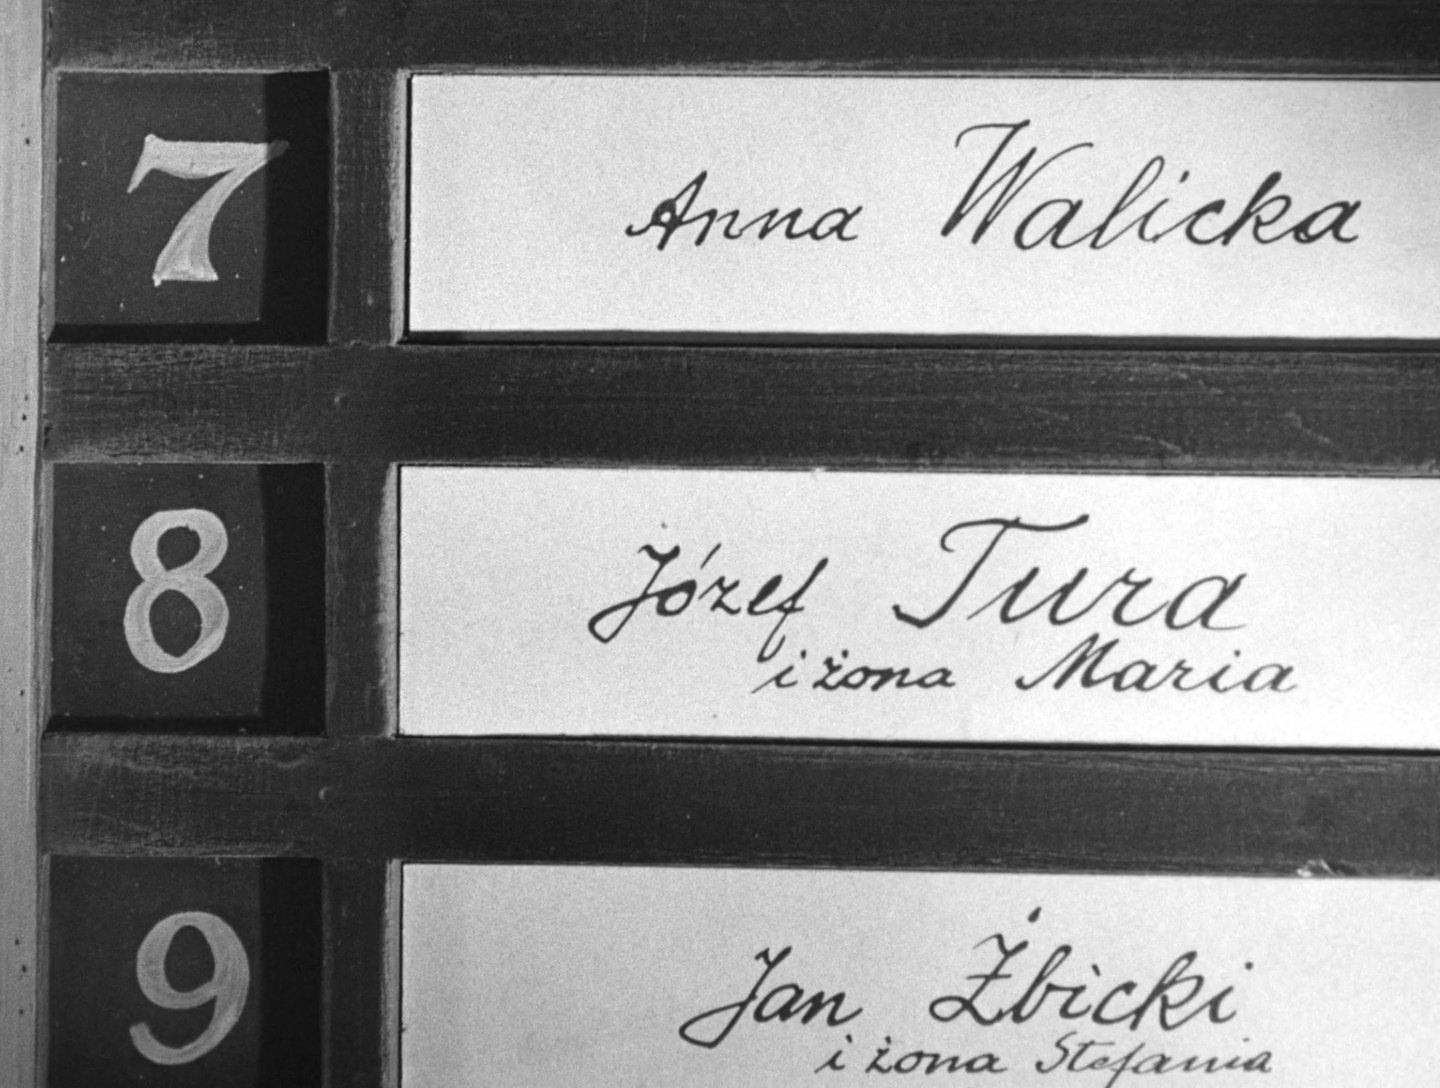 7 Anna Walicka
8 Józef Tura
i żona Maria
9 Jan Żbicki
i żona Stefania